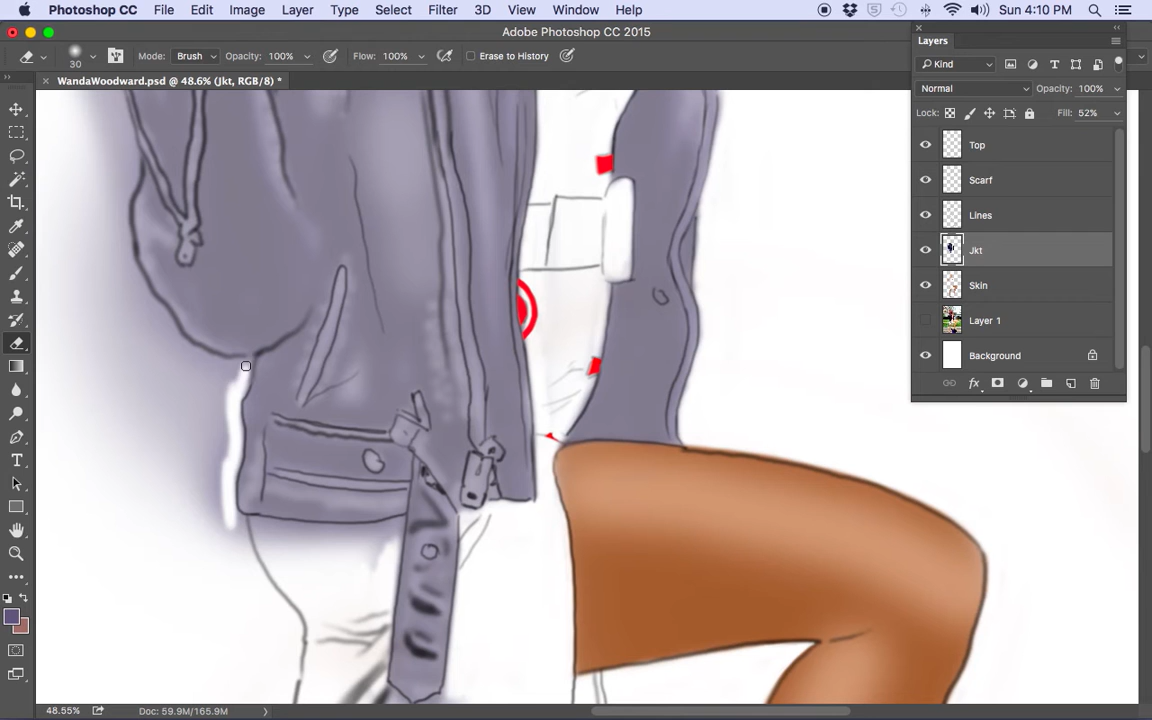 Photoshop CC File Edit Image Layer Type Select Filter 3D View Window Help Sun 4:10 PM
Adobe Photoshop CC 2015
30 Mode: Brush Opacity: 100% Flow: 100% Erase to History
WandaWoodward.psd @ 48.6% (Jkt, RGB/8) *
Layers
Kind
Normal Opacity: 100%
Lock: Fill: 52%
Top
Scarf
Lines
Jkt
Skin
Layer 1
Background
48.55% Doc: 59.9M/165.9M